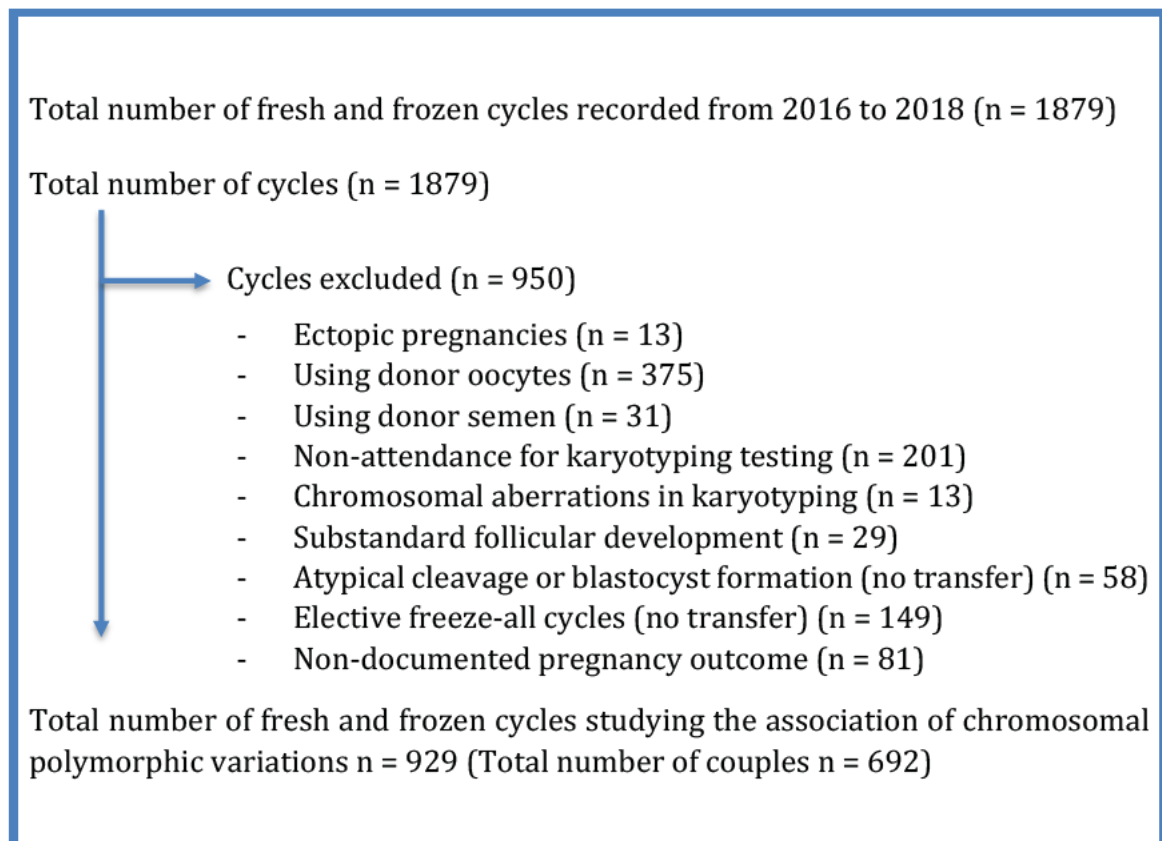 Total number of fresh and frozen cycles recorded from 2016 to 2018 (n = 1879)
Total number of cycles (n = 1879)
Cycles excluded (n = 950)
- Ectopic pregnancies (n = 13)
- Using donor oocytes (n = 375)
- Using donor semen (n = 31)
- Non-attendance for karyotyping testing (n = 201)
- Chromosomal aberrations in karyotyping (n = 13)
- Substandard follicular development (n = 29)
- Atypical cleavage or blastocyst formation (no transfer) (n = 58)
- Elective freeze-all cycles (no transfer) (n = 149)
- Non-documented pregnancy outcome (n = 81)
Total number of fresh and frozen cycles studying the association of chromosomal
polymorphic variations n = 929 (Total number of couples n = 692)